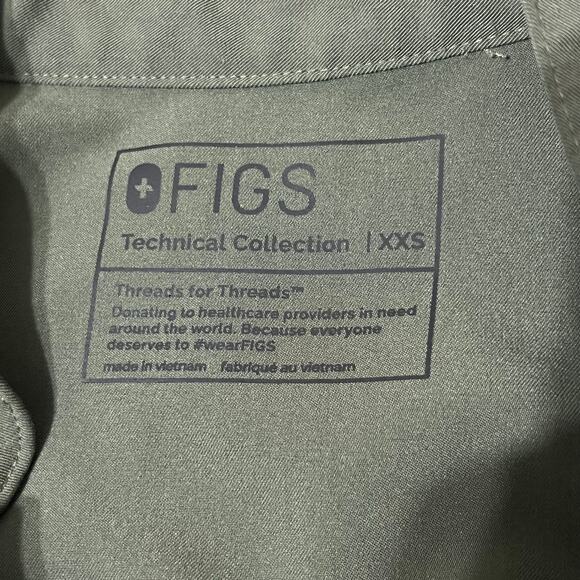 FIGS
Technical Collection | XXS
Threads for Threads™
Donating to healthcare providers in need
around the world. Because everyone
deserves to #wearFIGS
made in vietnam fabriqué au vietnam